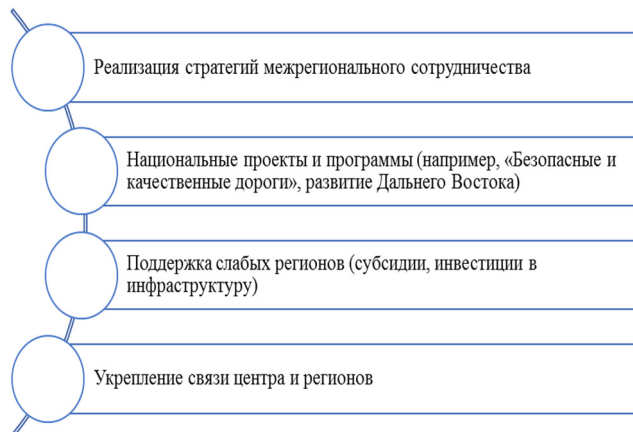 Реализация стратегий межрегионального сотрудничества
Национальные проекты и программы (например, «Безопасные и
качественные дороги», развитие Дальнего Востока)
Поддержка слабых регионов (субсидии, инвестиции в
инфраструктуру)
Укрепление связи центра и регионов